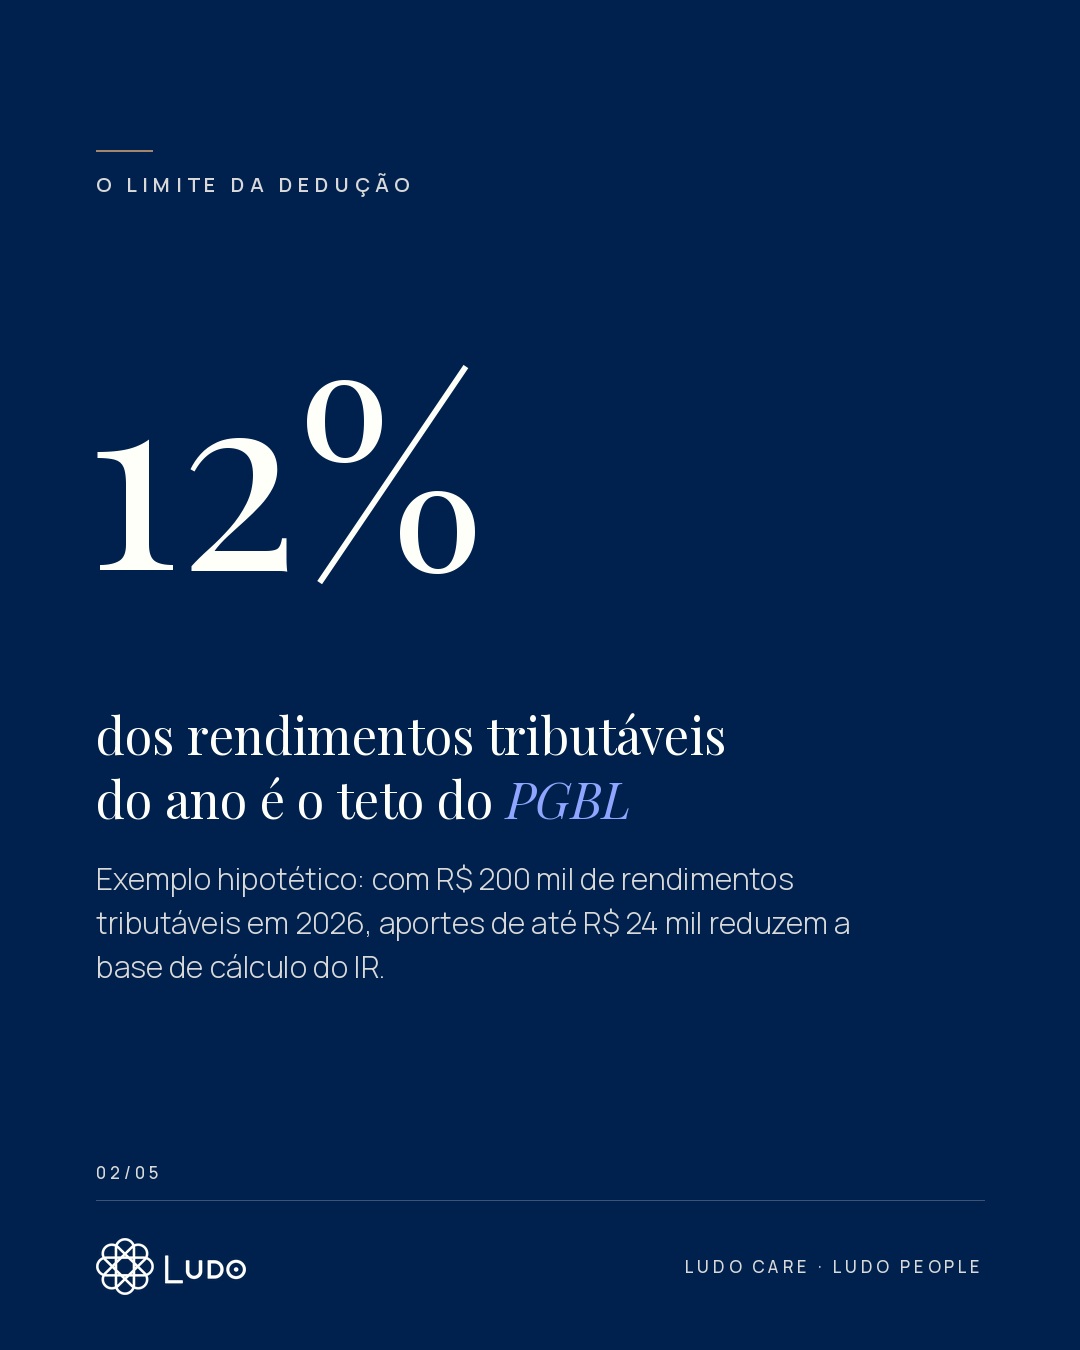 O LIMITE DA DEDUÇÃO
12%
dos rendimentos tributáveis
do ano é o teto do PGBL
Exemplo hipotético: com R$ 200 mil de rendimentos
tributáveis em 2026, aportes de até R$ 24 mil reduzem a
base de cálculo do IR.
02/05
LUDO
LUDO CARE · LUDO PEOPLE